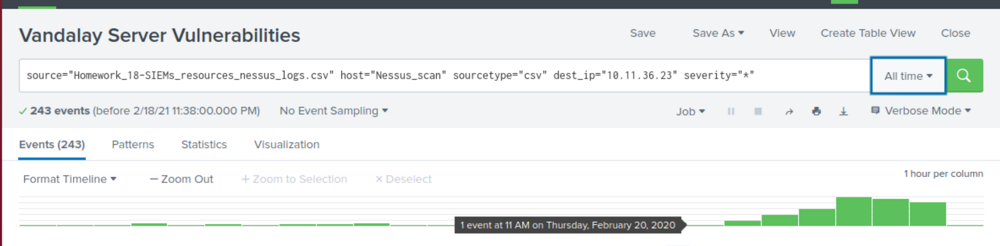 Vandalay Server Vulnerabilities
Save Save As View Create Table View Close
source="Homework_18-SIEMs_resources_nessus_logs.csv" host="Nessus_scan" sourcetype="csv" dest_ip="10.11.36.23" severity="*"
All time
243 events (before 2/18/21 11:38:00.000 PM) No Event Sampling
Job Verbose Mode
Events (243) Patterns Statistics Visualization
Format Timeline — Zoom Out + Zoom to Selection × Deselect
1 hour per column
1 event at 11 AM on Thursday, February 20, 2020